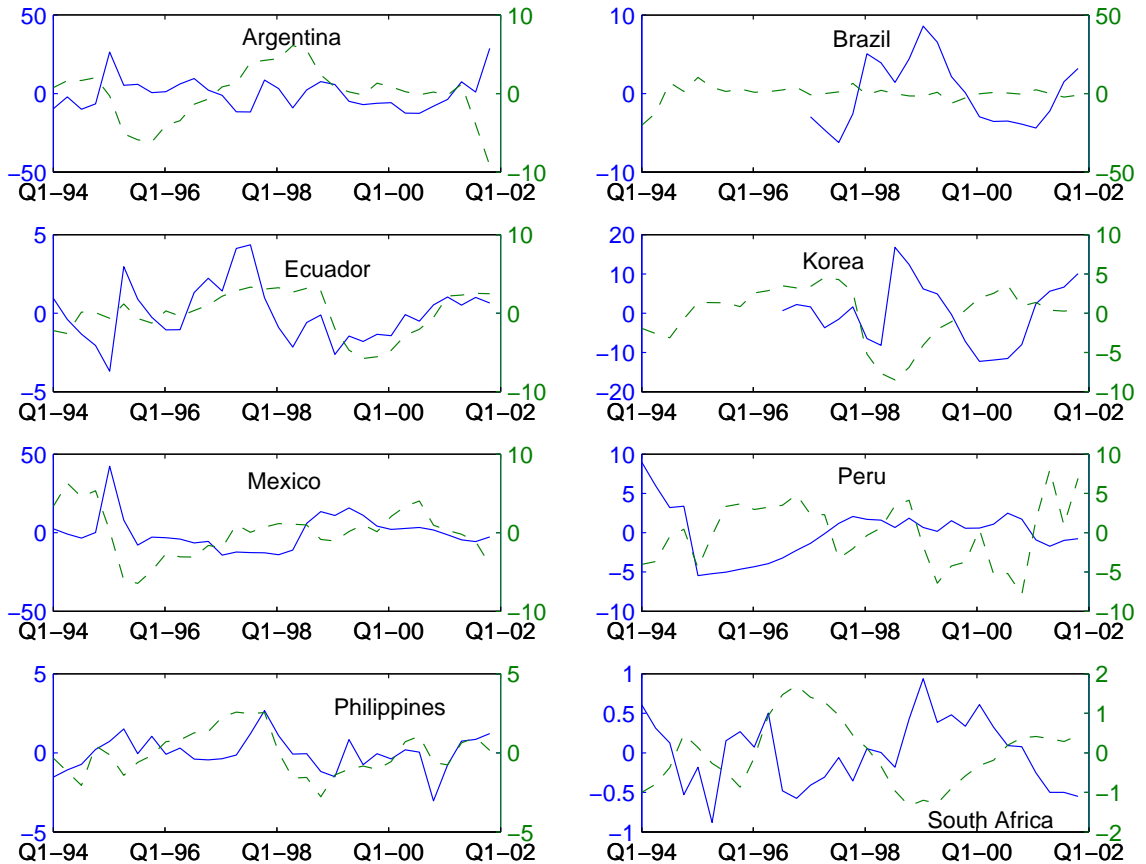 50 10 10 50
Argentina Brazil
0 0 0 0
−50 −10 10 −50
Q1−94 Q1−96 Q1−98 Q1−00 Q1−02 Q1−94 Q1−96 Q1−98 Q1−00 Q1−02
5 10 20 10
Ecuador Korea
10 5
0 0 0 0
−10 −5
−5 −10 −20 −10
Q1−94 Q1−96 Q1−98 Q1−00 Q1−02 Q1−94 Q1−96 Q1−98 Q1−00 Q1−02
50 10 10 10
Mexico Peru
5 5
0 0 0 0
−5 −5
−50 −10 −10 −10
Q1−94 Q1−96 Q1−98 Q1−00 Q1−02 Q1−94 Q1−96 Q1−98 Q1−00 Q1−02
5 5 1 2
Philippines
0.5 1
0 0 0 0
−0.5 −1
South Africa
−5 −5 −1 −2
Q1−94 Q1−96 Q1−98 Q1−00 Q1−02 Q1−94 Q1−96 Q1−98 Q1−00 Q1−02